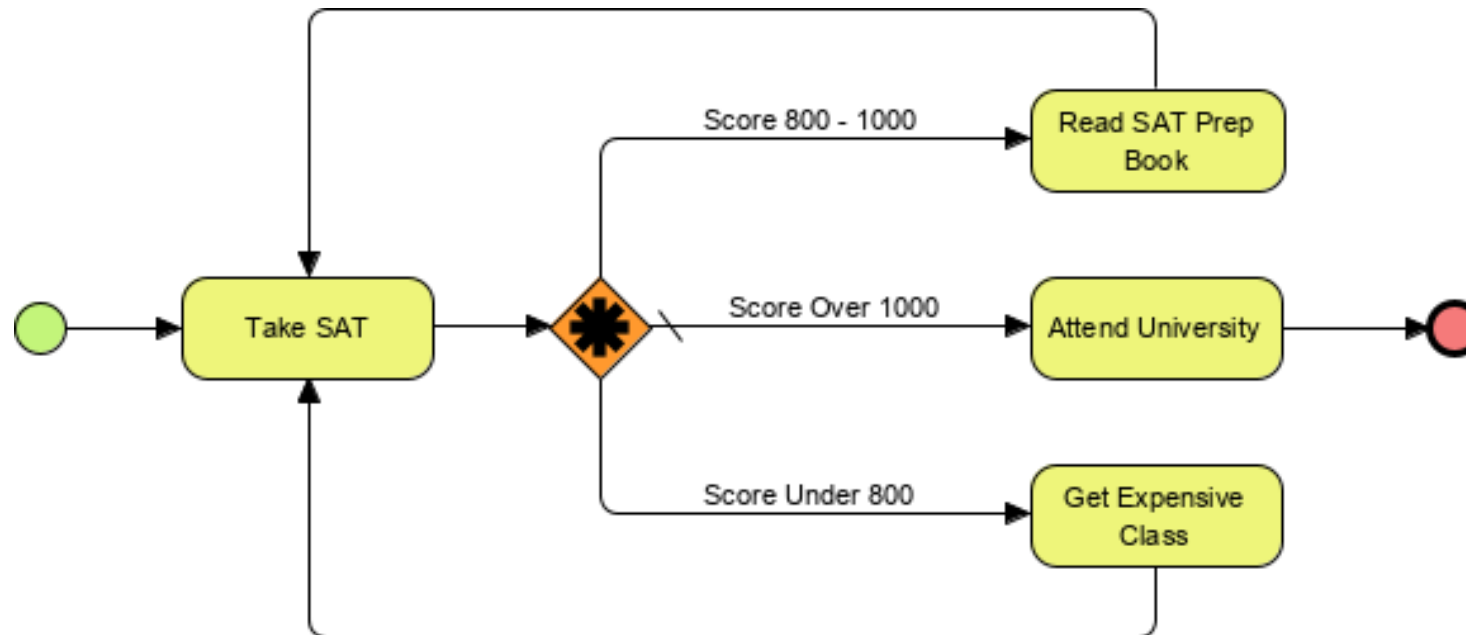 Score 800 - 1000
Read SAT Prep
Book
Take SAT
Score Over 1000
Attend University
Score Under 800
Get Expensive
Class